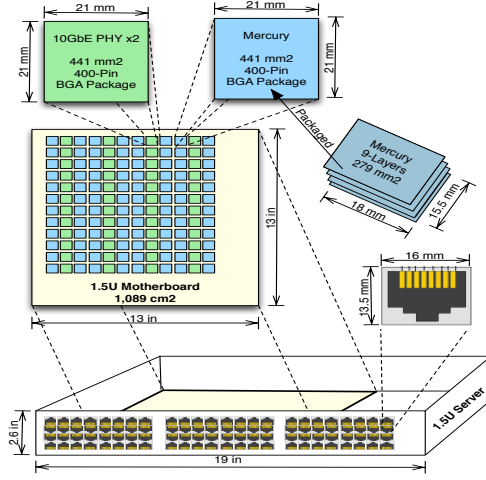 21 mm
21 mm
10GbE PHY x2
441 mm2
400-Pin
BGA Package
21 mm
Mercury
441 mm2
400-Pin
BGA Package
21 mm
Packaged
Mercury
9-Layers
279 mm2
18 mm
15.5 mm
13 in
1.5U Motherboard
1,089 cm2
13 in
16 mm
13.5 mm
2.6 in
19 in
1.5U Server